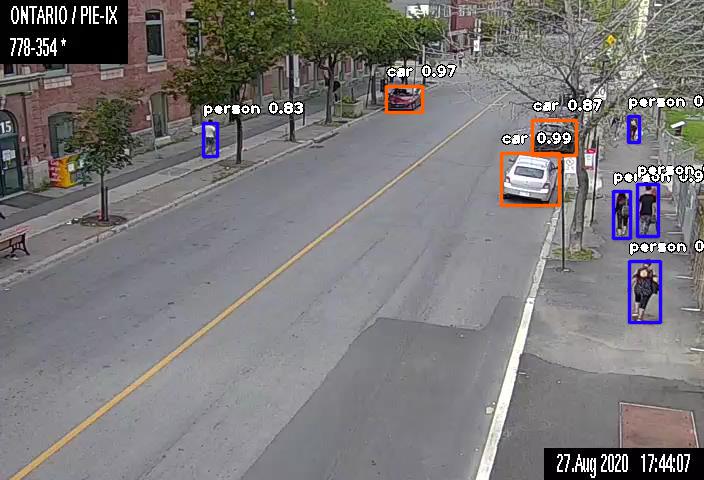 ONTARIO / PIE-IX
778-354 *
car 0.97
person 0.83
car 0.87
person 0
car 0.99
person
person 0.9
person 0
15
27.Aug 2020 17:44:07